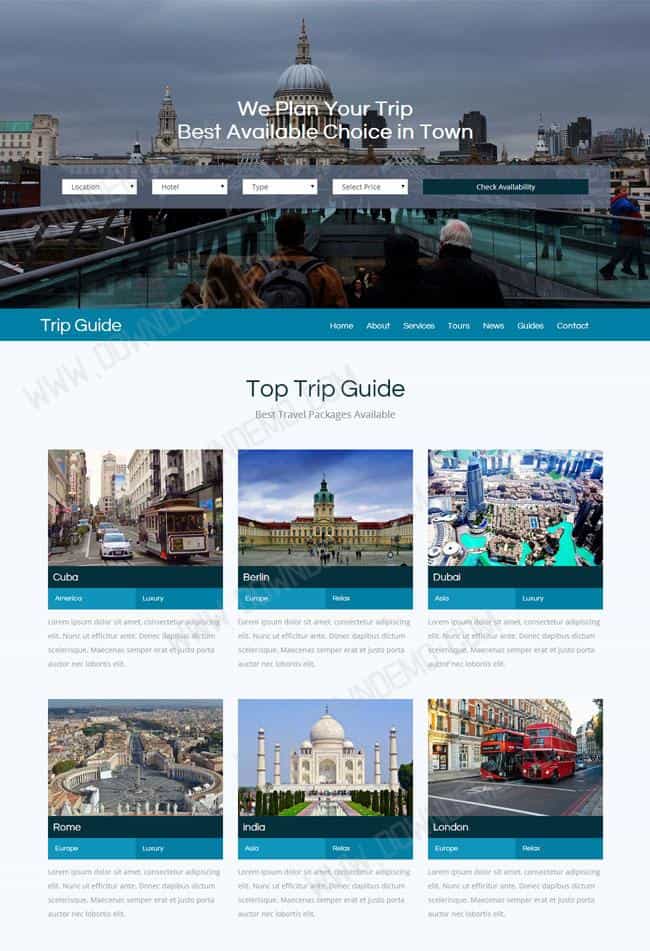 We Plan Your Trip
Best Available Choice in Town
Location Hotel Type Select Price Check Availability
Trip Guide Home About Services Tours News Guides Contact
Top Trip Guide
Best Travel Packages Available
Cuba Berlin Dubai
America Luxury Europe Relax Asia Luxury
Lorem ipsum dolor sit amet, consectetur adipiscing
elit. Nunc ut efficitur ante. Donec dapibus dictum
scelerisque. Maecenas semper erat et justo porta
auctor nec lobortis elit.
Lorem ipsum dolor sit amet, consectetur adipiscing
elit. Nunc ut efficitur ante. Donec dapibus dictum
scelerisque. Maecenas semper erat et justo porta
auctor nec lobortis elit.
Lorem ipsum dolor sit amet, consectetur adipiscing
elit. Nunc ut efficitur ante. Donec dapibus dictum
scelerisque. Maecenas semper erat et justo porta
auctor nec lobortis elit.
Rome India London
Europe Luxury Asia Relax Europe Relax
Lorem ipsum dolor sit amet, consectetur adipiscing
elit. Nunc ut efficitur ante. Donec dapibus dictum
scelerisque. Maecenas semper erat et justo porta
auctor nec lobortis elit.
Lorem ipsum dolor sit amet, consectetur adipiscing
elit. Nunc ut efficitur ante. Donec dapibus dictum
scelerisque. Maecenas semper erat et justo porta
auctor nec lobortis elit.
Lorem ipsum dolor sit amet, consectetur adipiscing
elit. Nunc ut efficitur ante. Donec dapibus dictum
scelerisque. Maecenas semper erat et justo porta
auctor nec lobortis elit.
WWW.DOWNDEMO.COM